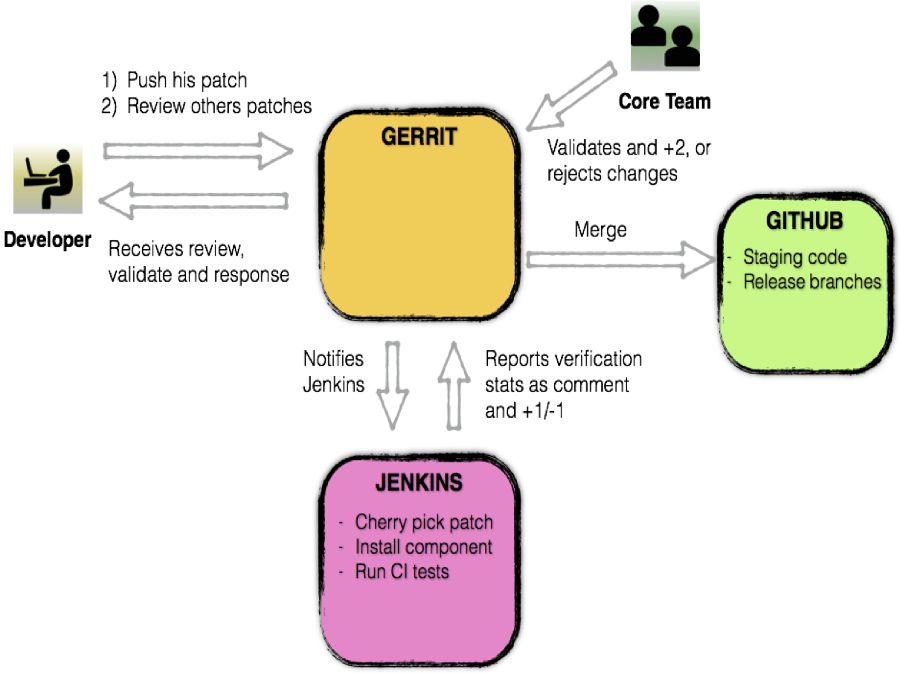 1) Push his patch
2) Review others patches
Developer
Receives review,
validate and response
GERRIT
Core Team
Validates and +2, or
rejects changes
Merge
GITHUB
- Staging code
- Release branches
Notifies
Jenkins
Reports verification
stats as comment
and +1/-1
JENKINS
- Cherry pick patch
- Install component
- Run CI tests